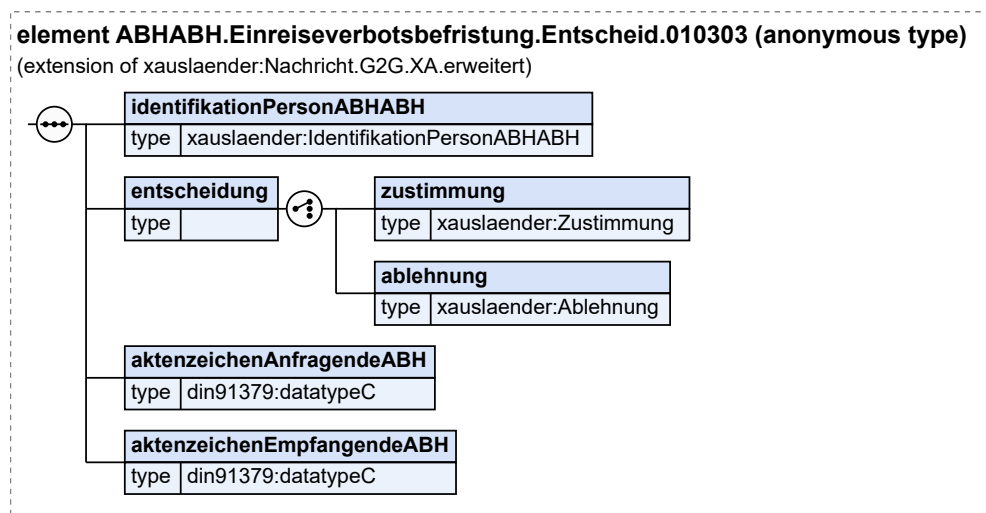 element ABHABH.Einreiseverbotsbefristung.Entscheid.010303 (anonymous type)
(extension of xauslaender:Nachricht.G2G.XA.erweitert)
identifikationPersonABHABH
type xauslaender:IdentifikationPersonABHABH
entscheidung
type
zustimmung
type xauslaender:Zustimmung
ablehnung
type xauslaender:Ablehnung
aktenzeichenAnfragendeABH
type din91379:datatypeC
aktenzeichenEmpfangendeABH
type din91379:datatypeC